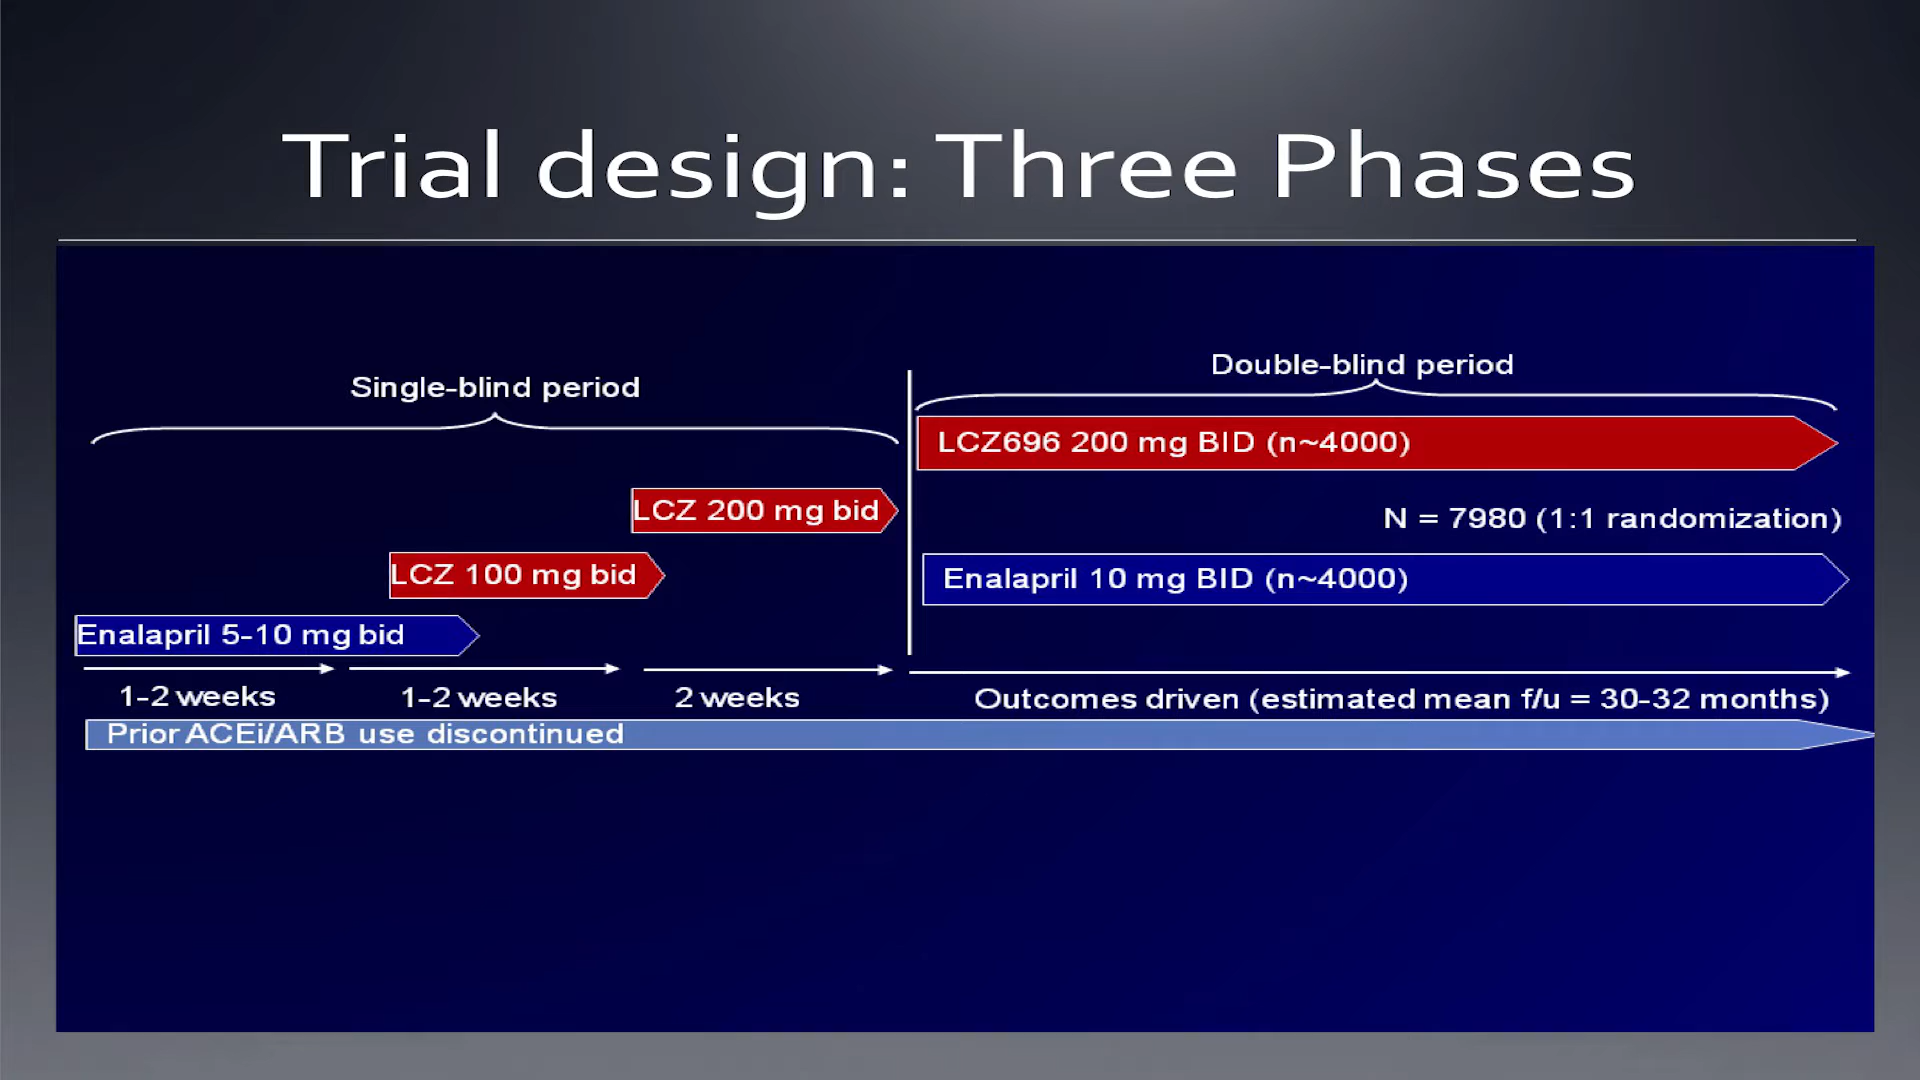 Trial design: Three Phases
Single-blind period
Double-blind period
LCZ696 200 mg BID (n~4000)
LCZ 200 mg bid
N = 7980 (1:1 randomization)
LCZ 100 mg bid
Enalapril 10 mg BID (n~4000)
Enalapril 5-10 mg bid
1-2 weeks
1-2 weeks
2 weeks
Outcomes driven (estimated mean f/u = 30-32 months)
Prior ACEi/ARB use discontinued